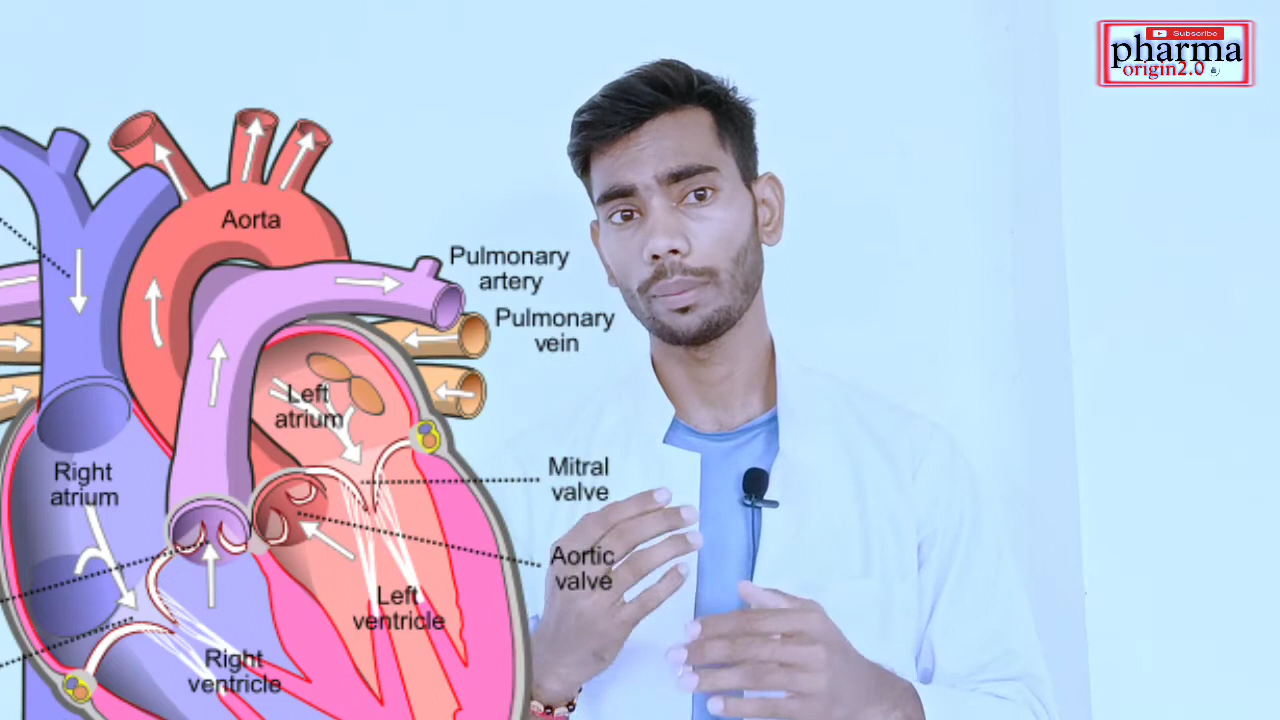 Subscribe
pharma
origin2.0
Aorta
Pulmonary
artery
Pulmonary
vein
Left
atrium
Right
atrium
Mitral
valve
Aortic
valve
Left
ventricle
Right
ventricle